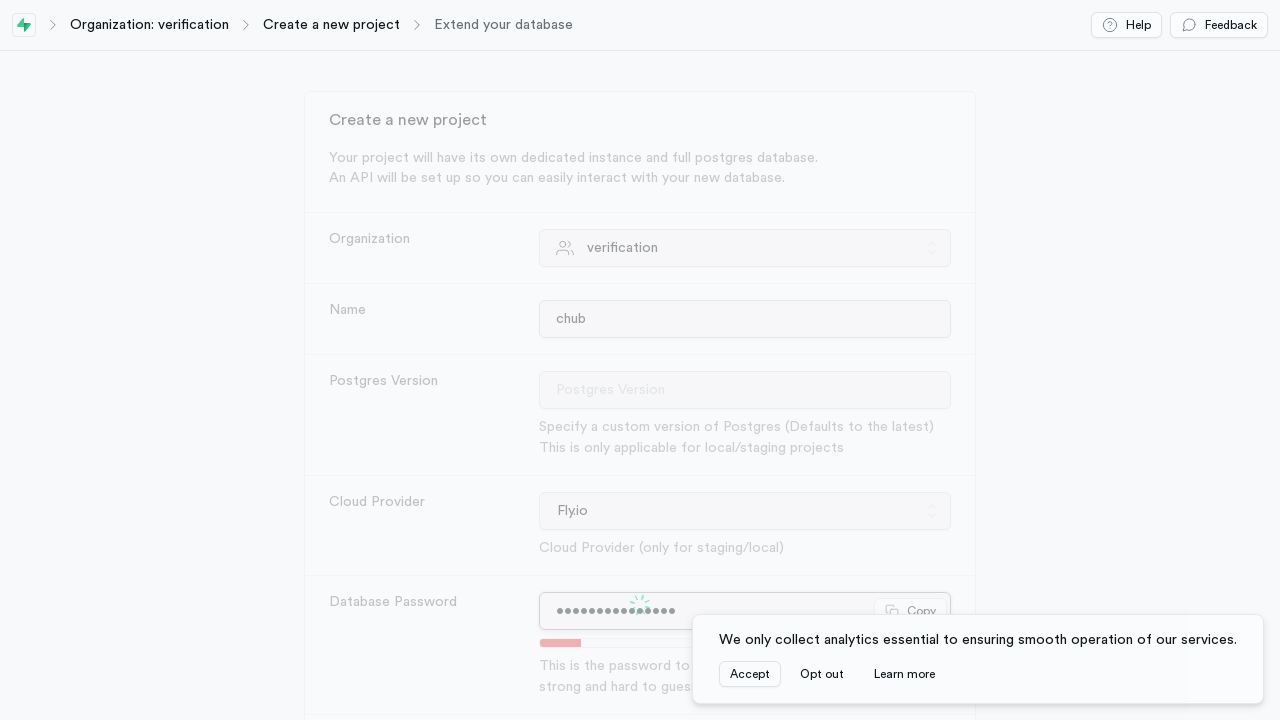 Organization: verification
Create a new project
Extend your database
Help
Feedback
Create a new project
Your project will have its own dedicated instance and full postgres database.
An API will be set up so you can easily interact with your new database.
Organization
verification
Name
chub
Postgres Version
Postgres Version
Specify a custom version of Postgres (Defaults to the latest)
This is only applicable for local/staging projects
Cloud Provider
Fly.io
Cloud Provider (only for staging/local)
Database Password
Copy
This is the password to
strong and hard to gues
We only collect analytics essential to ensuring smooth operation of our services.
Accept
Opt out
Learn more